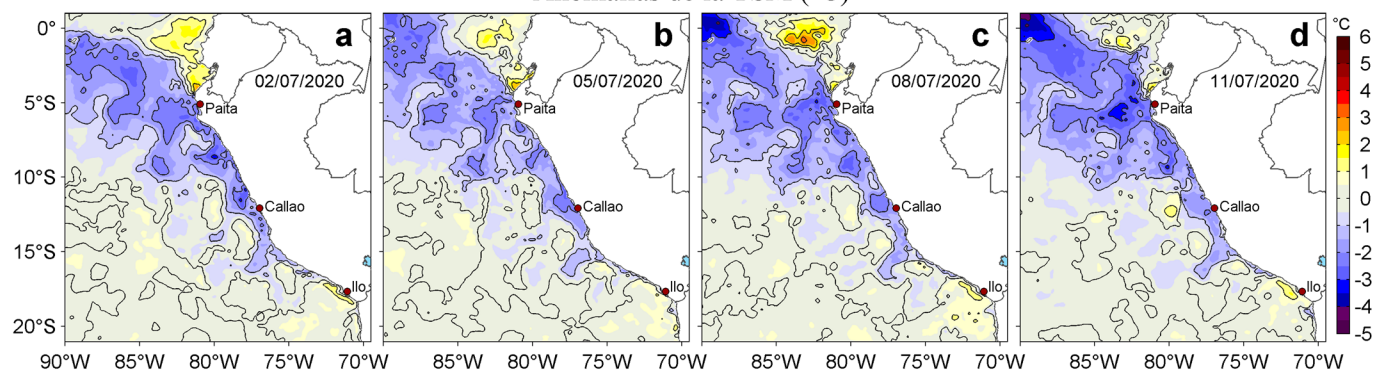 a
02/07/2020
b
05/07/2020
c
08/07/2020
d
11/07/2020
°C
0°
5°S
10°S
15°S
20°S
Paita
Callao
Ilo
Paita
Callao
Ilo
Paita
Callao
Ilo
Paita
Callao
Ilo
90°W
85°W
80°W
75°W
70°W
85°W
80°W
75°W
70°W
85°W
80°W
75°W
70°W
85°W
80°W
75°W
70°W
6
5
4
3
2
1
0
-1
-2
-3
-4
-5